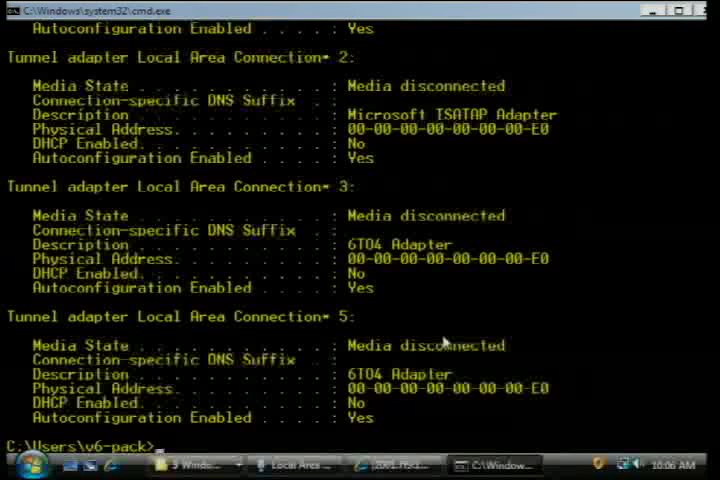 C:\Windows\system32\cmd.exe
Autoconfiguration Enabled . . . . : Yes
Tunnel adapter Local Area Connection* 2:
Media State . . . . . . . . . . . : Media disconnected
Connection-specific DNS Suffix  . :
Description . . . . . . . . . . . : Microsoft ISATAP Adapter
Physical Address. . . . . . . . . : 00-00-00-00-00-00-00-E0
DHCP Enabled. . . . . . . . . . . : No
Autoconfiguration Enabled . . . . : Yes
Tunnel adapter Local Area Connection* 3:
Media State . . . . . . . . . . . : Media disconnected
Connection-specific DNS Suffix  . :
Description . . . . . . . . . . . : 6TO4 Adapter
Physical Address. . . . . . . . . : 00-00-00-00-00-00-00-E0
DHCP Enabled. . . . . . . . . . . : No
Autoconfiguration Enabled . . . . : Yes
Tunnel adapter Local Area Connection* 5:
Media State . . . . . . . . . . . : Media disconnected
Connection-specific DNS Suffix  . :
Description . . . . . . . . . . . : 6TO4 Adapter
Physical Address. . . . . . . . . : 00-00-00-00-00-00-00-E0
DHCP Enabled. . . . . . . . . . . : No
Autoconfiguration Enabled . . . . : Yes
C:\Users\v6-pack>_
Local Area ... C:\Window... 10:06 AM